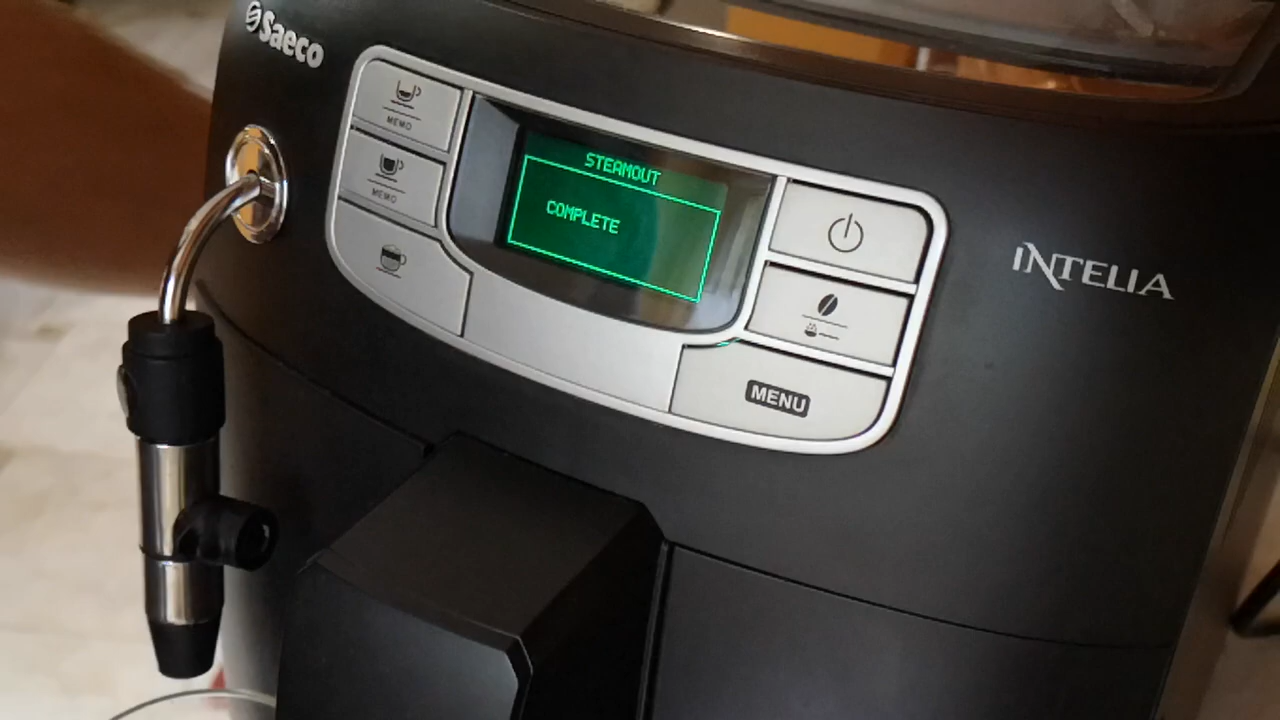 Saeco
MEMO
MEMO
STEAMOUT
COMPLETE
MENU
INTELIA